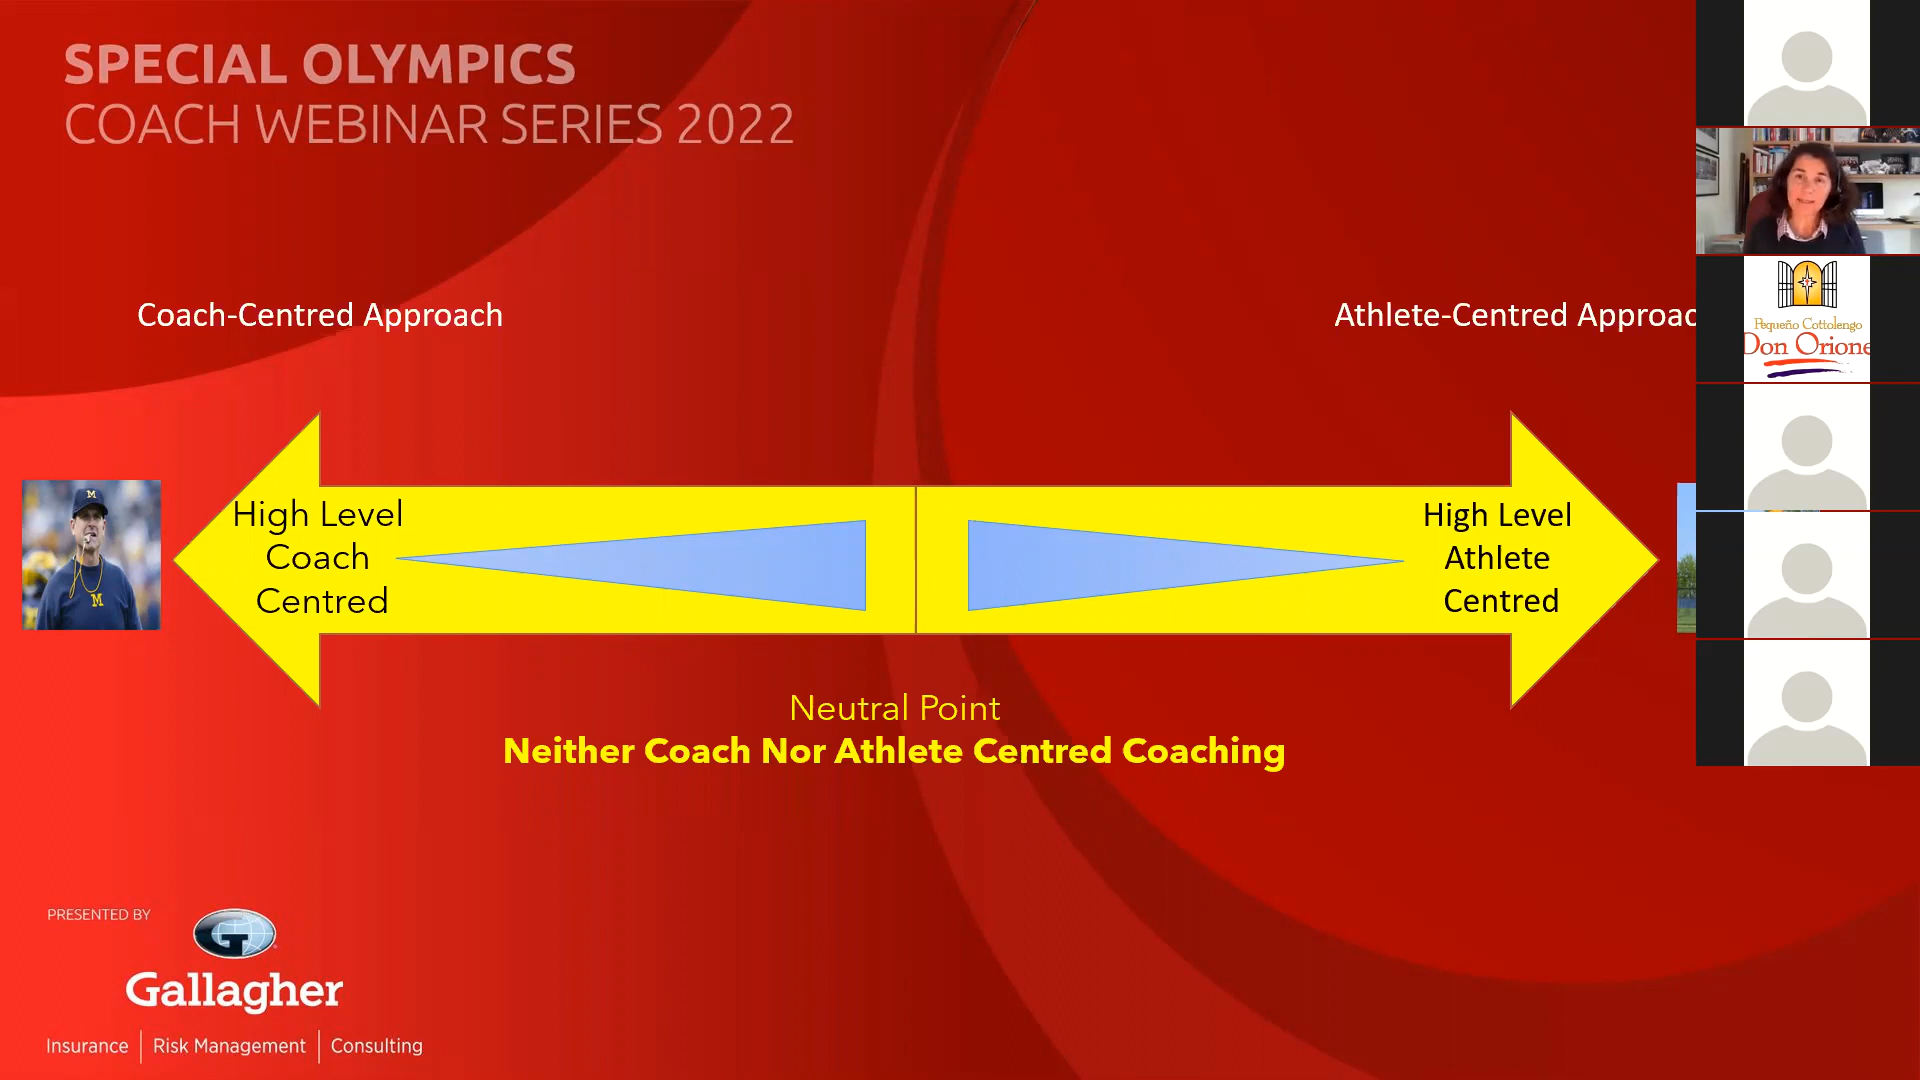 SPECIAL OLYMPICS
COACH WEBINAR SERIES 2022
Coach-Centred Approach
Athlete-Centred Approac
Pequeño Cottolengo
Don Orione
M
M
High Level
Coach
Centred
High Level
Athlete
Centred
Neutral Point
Neither Coach Nor Athlete Centred Coaching
PRESENTED BY
G
Gallagher
Insurance | Risk Management | Consulting